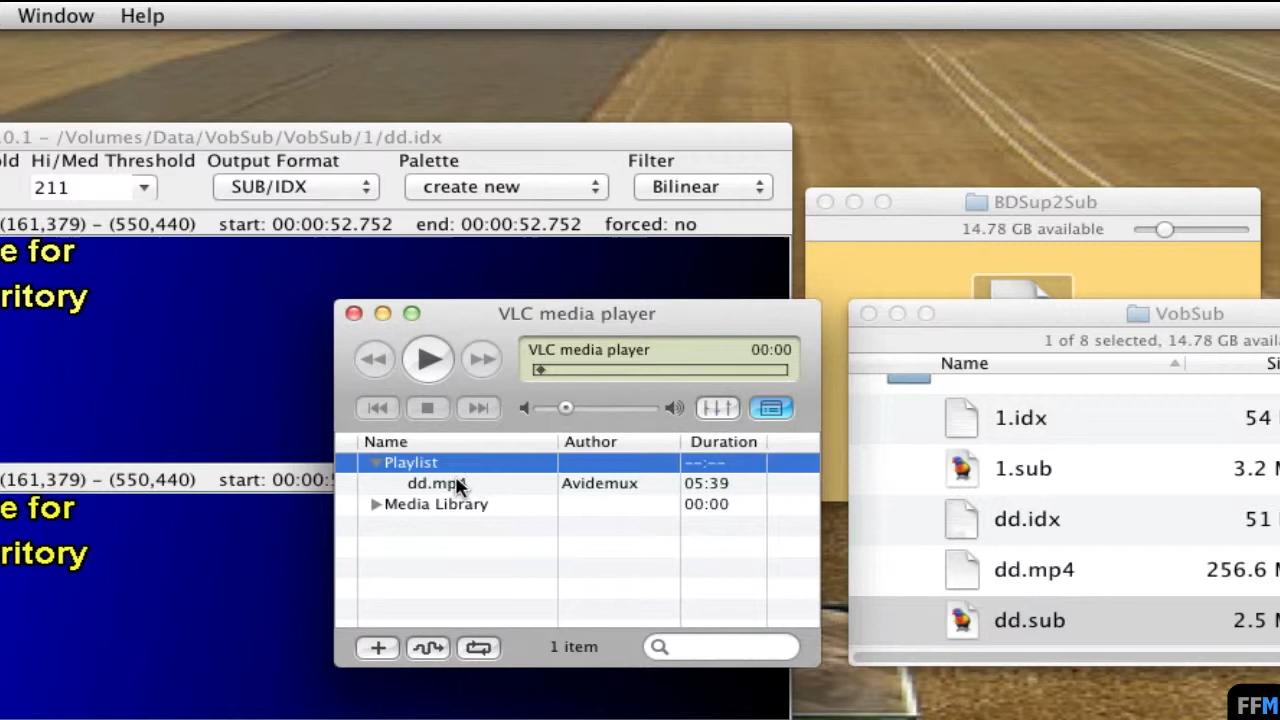 Window Help
.0.1 – /Volumes/Data/VobSub/VobSub/1/dd.idx
old Hi/Med Threshold Output Format Palette Filter
211 SUB/IDX create new Bilinear
(161,379) – (550,440) start: 00:00:52.752 end: 00:00:52.752 forced: no
e for
ritory
BDSup2Sub
14.78 GB available
VLC media player
VLC media player 00:00
Name Author Duration
Playlist --:--
dd.mp4 Avidemux 05:39
Media Library 00:00
1 item
(161,379) – (550,440) start: 00:00:5
e for
ritory
VobSub
1 of 8 selected, 14.78 GB availa
Name Si
1.idx 54
1.sub 3.2 M
dd.idx 51
dd.mp4 256.6 M
dd.sub 2.5 M
FFM